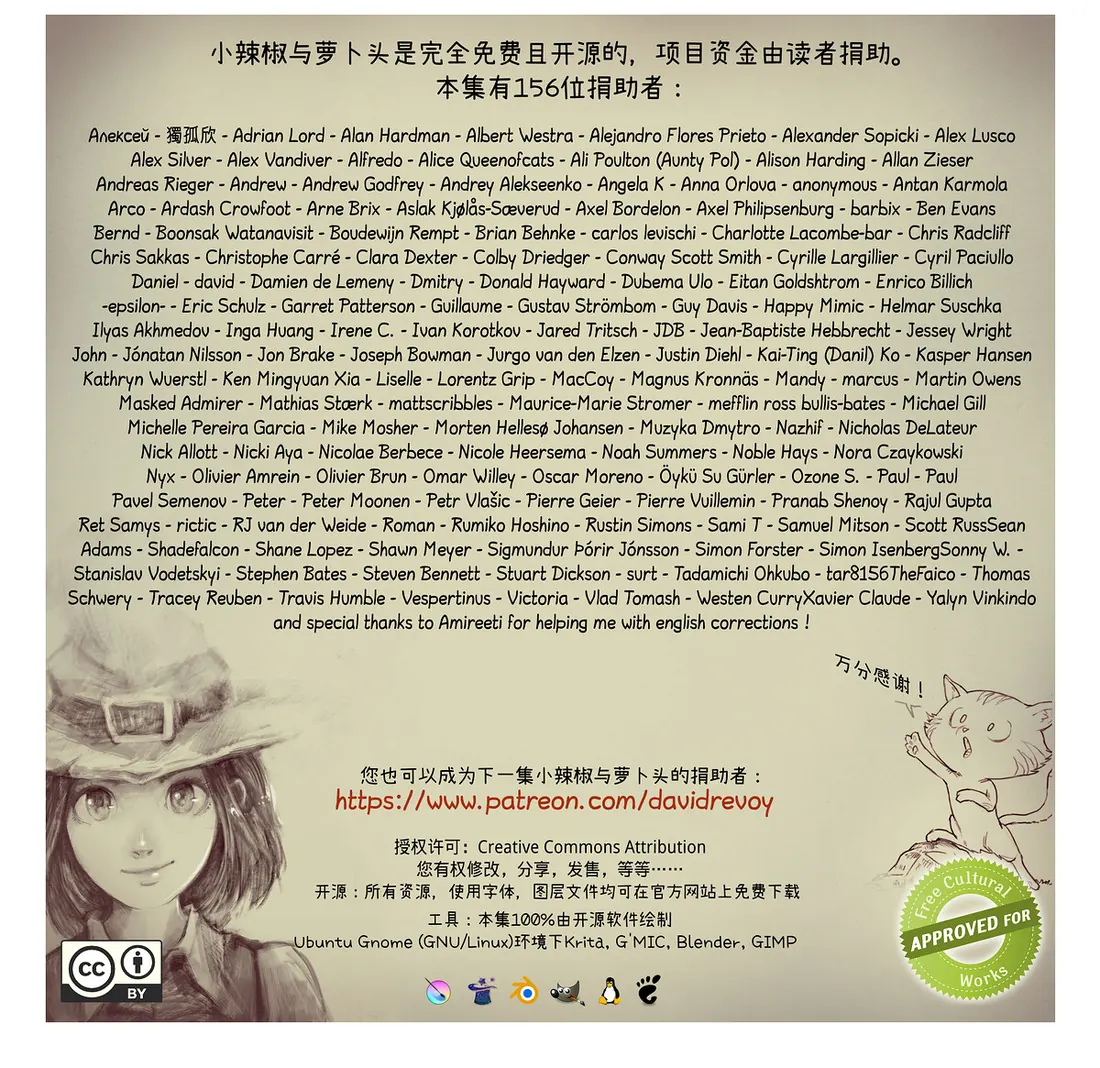 小辣椒与萝卜头是完全免费且开源的，项目资金由读者捐助。
本集有156位捐助者：
Алексей - 獨孤欣 - Adrian Lord - Alan Hardman - Albert Westra - Alejandro Flores Prieto - Alexander Sopicki - Alex Lusco
Alex Silver - Alex Vandiver - Alfredo - Alice Queenofcats - Ali Poulton (Aunty Pol) - Alison Harding - Allan Zieser
Andreas Rieger - Andrew - Andrew Godfrey - Andrey Alekseenko - Angela K - Anna Orlova - anonymous - Antan Karmola
Arco - Ardash Crowfoot - Arne Brix - Aslak Kjølås-Sæverud - Axel Bordelon - Axel Philipsenburg - barbix - Ben Evans
Bernd - Boonsak Watanavisit - Boudewijn Rempt - Brian Behnke - carlos levischi - Charlotte Lacombe-bar - Chris Radcliff
Chris Sakkas - Christophe Carré - Clara Dexter - Colby Driedger - Conway Scott Smith - Cyrille Largillier - Cyril Paciullo
Daniel - david - Damien de Lemeny - Dmitry - Donald Hayward - Dubema Ulo - Eitan Goldshtrom - Enrico Billich
-epsilon- - Eric Schulz - Garret Patterson - Guillaume - Gustav Strömbom - Guy Davis - Happy Mimic - Helmar Suschka
Ilyas Akhmedov - Inga Huang - Irene C. - Ivan Korotkov - Jared Tritsch - JDB - Jean-Baptiste Hebbrecht - Jessey Wright
John - Jónatan Nilsson - Jon Brake - Joseph Bowman - Jurgo van den Elzen - Justin Diehl - Kai-Ting (Danil) Ko - Kasper Hansen
Kathryn Wuerstl - Ken Mingyuan Xia - Liselle - Lorentz Grip - MacCoy - Magnus Kronnäs - Mandy - marcus - Martin Owens
Masked Admirer - Mathias Stærk - mattscribbles - Maurice-Marie Stromer - mefflin ross bullis-bates - Michael Gill
Michelle Pereira Garcia - Mike Mosher - Morten Hellesø Johansen - Muzyka Dmytro - Nazhif - Nicholas DeLateur
Nick Allott - Nicki Aya - Nicolae Berbece - Nicole Heersema - Noah Summers - Noble Hays - Nora Czaykowski
Nyx - Olivier Amrein - Olivier Brun - Omar Willey - Oscar Moreno - Öykü Su Gürler - Ozone S. - Paul - Paul
Pavel Semenov - Peter - Peter Moonen - Petr Vlašic - Pierre Geier - Pierre Vuillemin - Pranab Shenoy - Rajul Gupta
Ret Samys - rictic - RJ van der Weide - Roman - Rumiko Hoshino - Rustin Simons - Sami T - Samuel Mitson - Scott RussSean
Adams - Shadefalcon - Shane Lopez - Shawn Meyer - Sigmundur Þórir Jónsson - Simon Forster - Simon IsenbergSonny W. -
Stanislav Vodetskyi - Stephen Bates - Steven Bennett - Stuart Dickson - surt - Tadamichi Ohkubo - tar8156TheFaico - Thomas
Schwery - Tracey Reuben - Travis Humble - Vespertinus - Victoria - Vlad Tomash - Westen CurryXavier Claude - Yalyn Vinkindo
and special thanks to Amireeti for helping me with english corrections !
万分感谢！
您也可以成为下一集小辣椒与萝卜头的捐助者：
https://www.patreon.com/davidrevoy
授权许可：Creative Commons Attribution
您有权修改，分享，发售，等等……
开源：所有资源，使用字体，图层文件均可在官方网站上免费下载
工具：本集100%由开源软件绘制
Ubuntu Gnome (GNU/Linux)环境下Krita, G'MIC, Blender, GIMP
Free Cultural
APPROVED FOR
Works
cc
BY